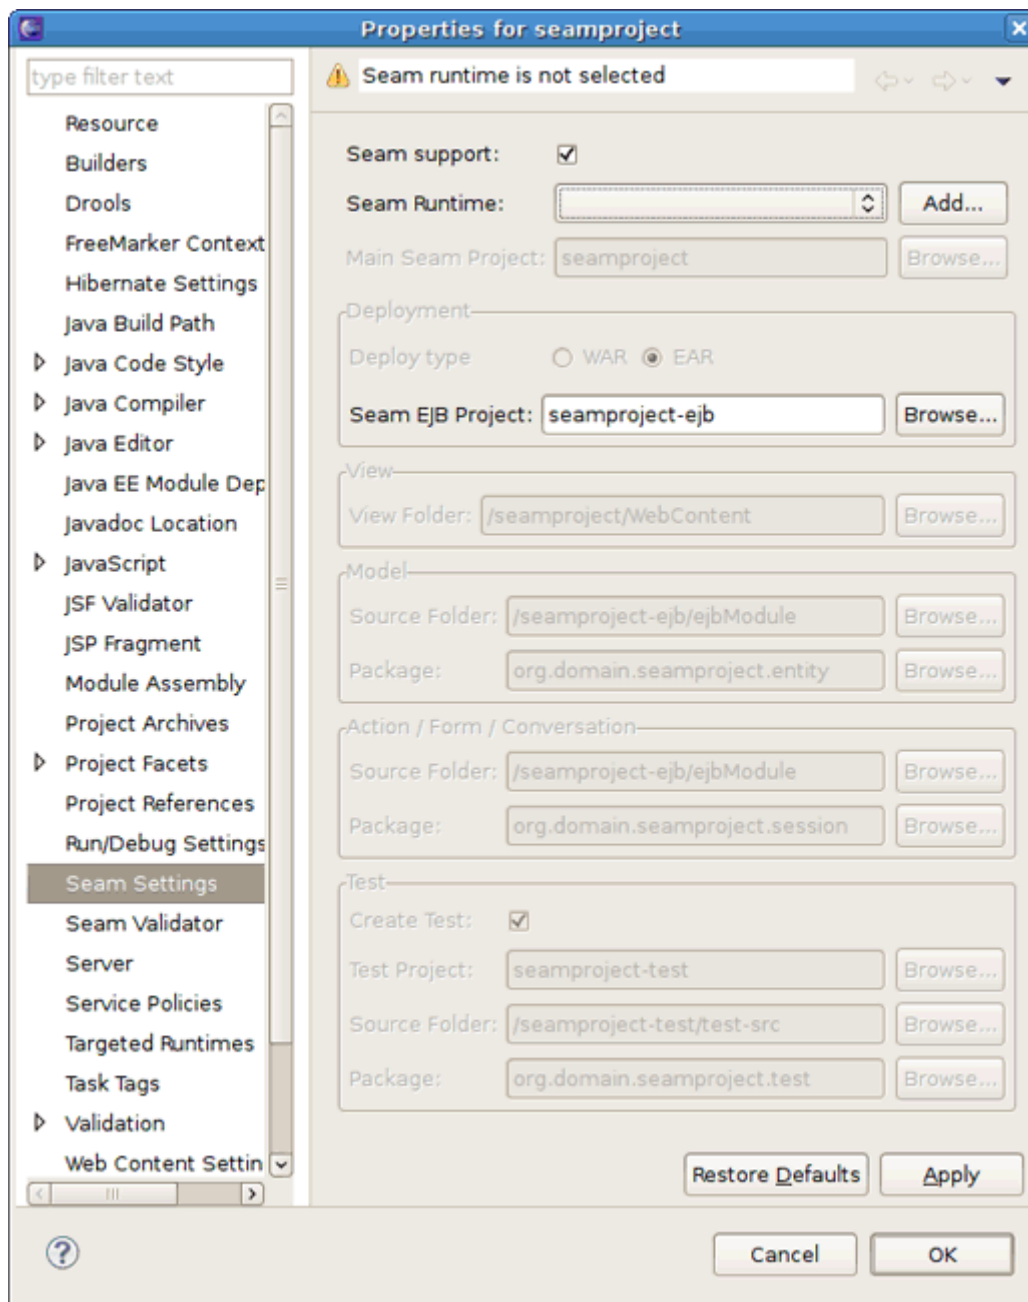 Properties for seamproject
type filter text
Seam runtime is not selected
Resource
Builders
Drools
FreeMarker Context
Hibernate Settings
Java Build Path
Java Code Style
Java Compiler
Java Editor
Java EE Module Dep
Javadoc Location
JavaScript
JSF Validator
JSP Fragment
Module Assembly
Project Archives
Project Facets
Project References
Run/Debug Settings
Seam Settings
Seam Validator
Server
Service Policies
Targeted Runtimes
Task Tags
Validation
Web Content Settin
Seam support:
Seam Runtime: Add...
Main Seam Project: seamproject Browse...
Deployment
Deploy type WAR EAR
Seam EJB Project: seamproject-ejb Browse...
View
View Folder: /seamproject/WebContent Browse...
Model
Source Folder: /seamproject-ejb/ejbModule Browse...
Package: org.domain.seamproject.entity Browse...
Action / Form / Conversation
Source Folder: /seamproject-ejb/ejbModule Browse...
Package: org.domain.seamproject.session Browse...
Test
Create Test:
Test Project: seamproject-test Browse...
Source Folder: /seamproject-test/test-src Browse...
Package: org.domain.seamproject.test Browse...
Restore Defaults Apply
Cancel OK